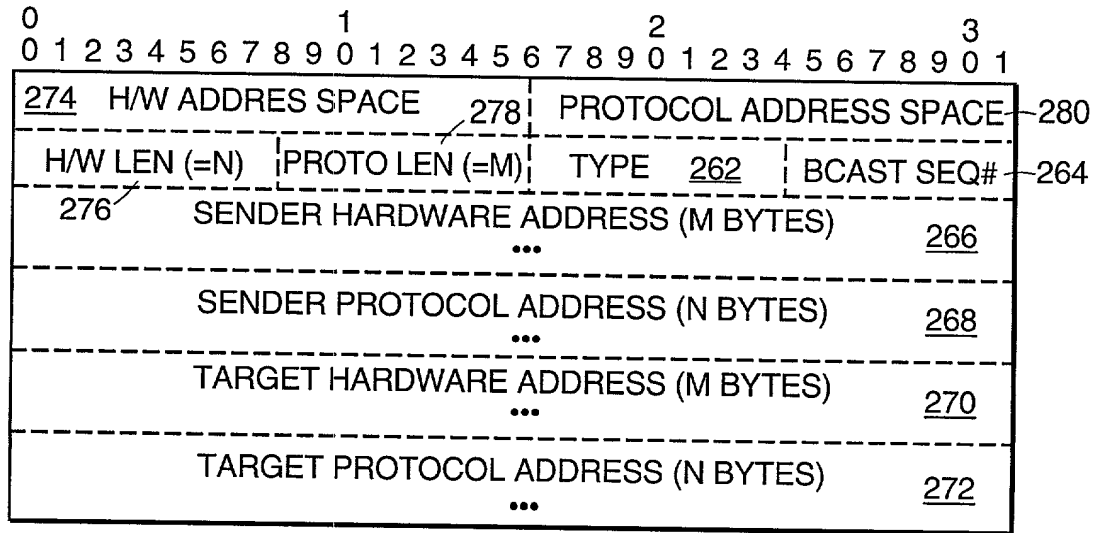 0 1 2 3
0 1 2 3 4 5 6 7 8 9 0 1 2 3 4 5 6 7 8 9 0 1 2 3 4 5 6 7 8 9 0 1
274 H/W ADDRES SPACE 278 PROTOCOL ADDRESS SPACE 280
H/W LEN (=N) PROTO LEN (=M) TYPE 262 BCAST SEQ# 264
276 SENDER HARDWARE ADDRESS (M BYTES) 266
•••
SENDER PROTOCOL ADDRESS (N BYTES) 268
•••
TARGET HARDWARE ADDRESS (M BYTES) 270
•••
TARGET PROTOCOL ADDRESS (N BYTES) 272
•••